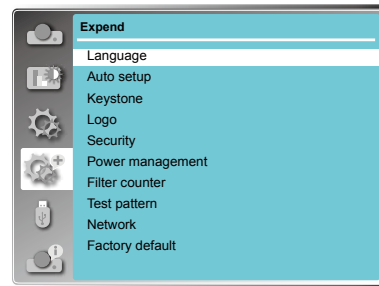 Expend
Language
Auto setup
Keystone
Logo
Security
Power management
Filter counter
Test pattern
Network
Factory default